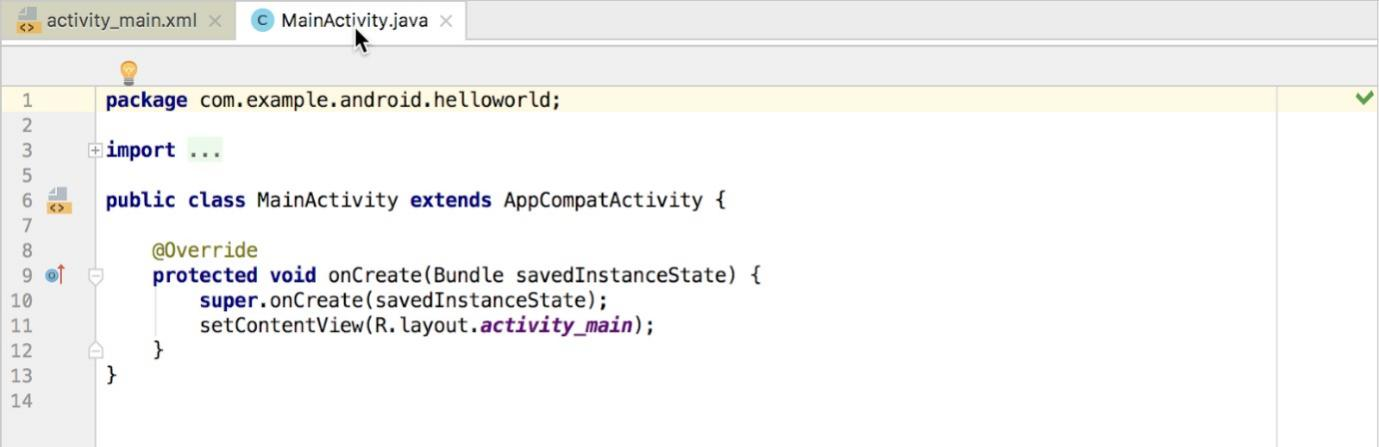 activity_main.xml
MainActivity.java
1 package com.example.android.helloworld;
2
3 import ...
5
6 public class MainActivity extends AppCompatActivity {
7
8     @Override
9     protected void onCreate(Bundle savedInstanceState) {
10         super.onCreate(savedInstanceState);
11         setContentView(R.layout.activity_main);
12     }
13 }
14